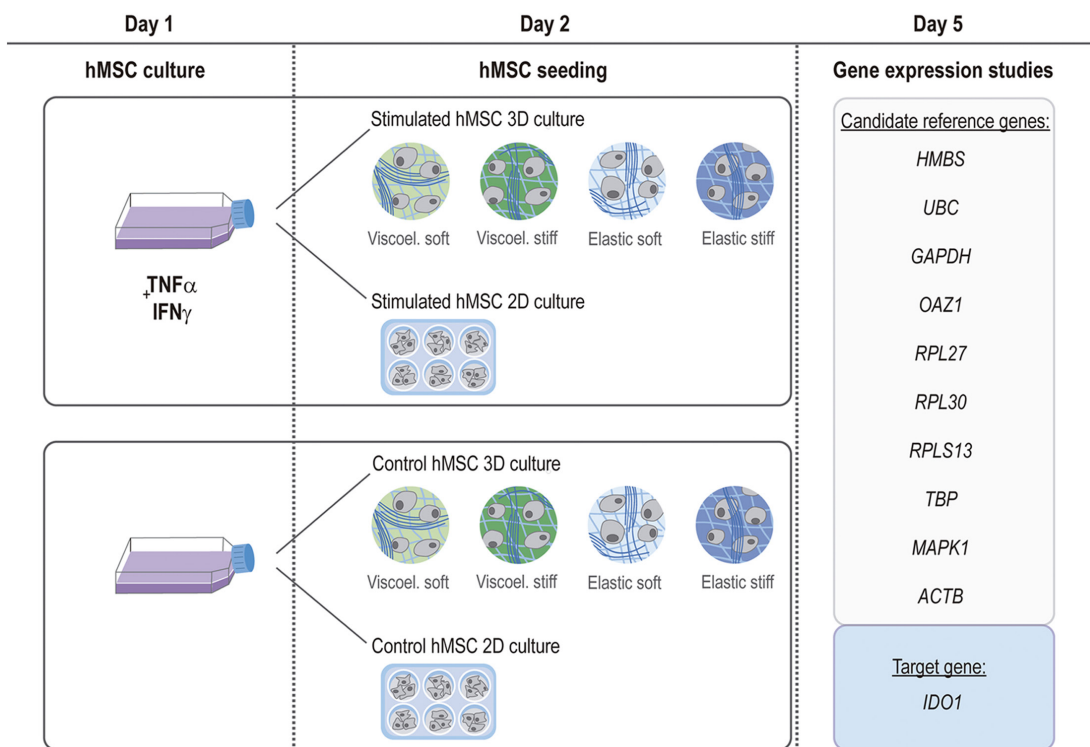 Day 1
Day 2
Day 5
hMSC culture
hMSC seeding
Gene expression studies
Stimulated hMSC 3D culture
Viscoel. soft
Viscoel. stiff
Elastic soft
Elastic stiff
+TNFα
IFNγ
Stimulated hMSC 2D culture
Control hMSC 3D culture
Viscoel. soft
Viscoel. stiff
Elastic soft
Elastic stiff
Control hMSC 2D culture
Candidate reference genes:
HMBS
UBC
GAPDH
OAZ1
RPL27
RPL30
RPLS13
TBP
MAPK1
ACTB
Target gene:
IDO1